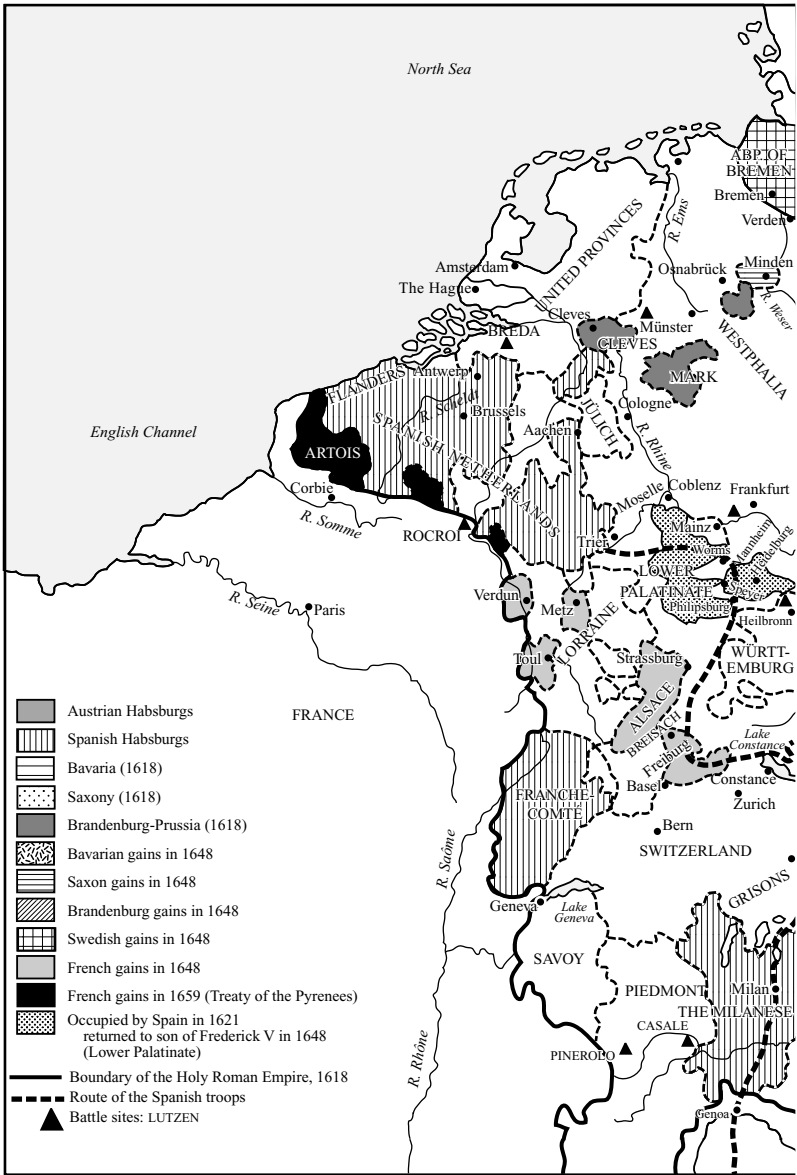 North Sea
ABP. OF
BREMEN
Bremen
Verden
R. Ems
UNITED PROVINCES
Amsterdam
The Hague
Osnabrück
Minden
R. Weser
Cleves
CLEVES
BREDA
Münster
WESTPHALIA
FLANDERS
Antwerp
R. Scheldt
Brussels
MARK
JÜLICH
Cologne
English Channel
SPANISH NETHERLANDS
Aachen
R. Rhine
ARTOIS
Corbie
R. Somme
ROCROI
Moselle
Coblenz
Frankfurt
Trier
Mainz
Worms
Mannheim
Heidelburg
LOWER
PALATINATE
Speyer
Philipsburg
Heilbronn
R. Seine
Paris
Verdun
Metz
LORRAINE
Toul
Strassburg
WÜRTT-
EMBURG
ALSACE
BREISACH
Freiburg
Lake
Constance
Constance
Basel
Zurich
FRANCE
FRANCHE-
COMTÉ
Bern
SWITZERLAND
R. Saôme
GRISONS
Geneva
Lake
Geneva
SAVOY
PIEDMONT
Milan
THE MILANESE
CASALE
PINEROLO
R. Rhône
Genoa
Austrian Habsburgs
Spanish Habsburgs
Bavaria (1618)
Saxony (1618)
Brandenburg-Prussia (1618)
Bavarian gains in 1648
Saxon gains in 1648
Brandenburg gains in 1648
Swedish gains in 1648
French gains in 1648
French gains in 1659 (Treaty of the Pyrenees)
Occupied by Spain in 1621
returned to son of Frederick V in 1648
(Lower Palatinate)
Boundary of the Holy Roman Empire, 1618
Route of the Spanish troops
Battle sites: LUTZEN